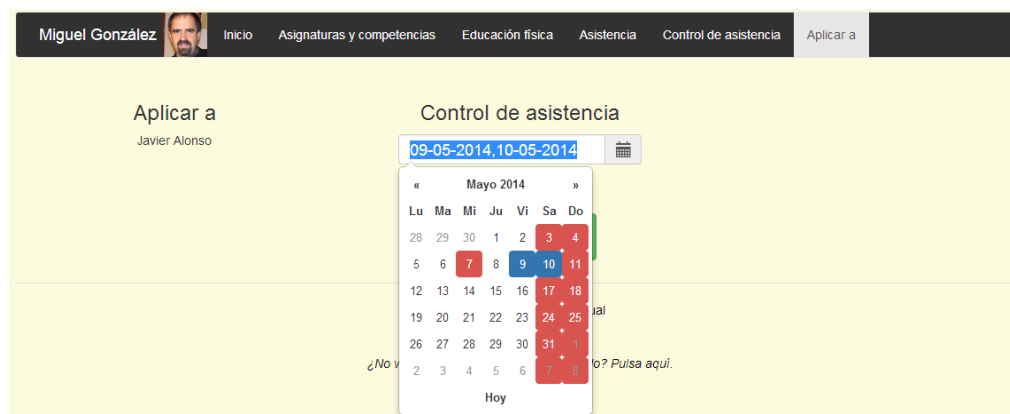 Miguel González Inicio Asignaturas y competencias Educación física Asistencia Control de asistencia Aplicar a
Aplicar a
Javier Alonso
Control de asistencia
09-05-2014,10-05-2014
« Mayo 2014 »
Lu Ma Mi Ju Vi Sa Do
28 29 30 1 2 3 4
5 6 7 8 9 10 11
12 13 14 15 16 17 18
19 20 21 22 23 24 25
26 27 28 29 30 31 1
2 3 4 5 6 7 8
Hoy
¿No
? Pulsa aquí.